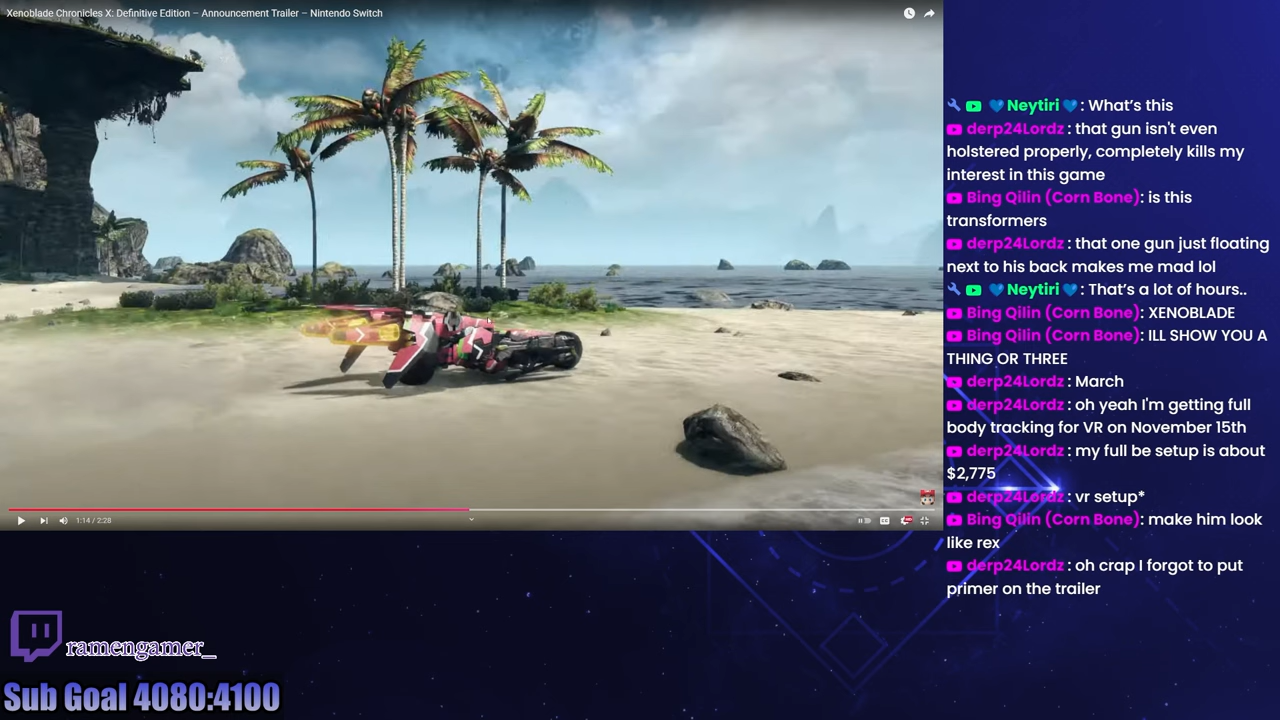 Xenoblade Chronicles X: Definitive Edition – Announcement Trailer – Nintendo Switch
1:14 / 2:28
CC
Neytiri : What's this
derp24Lordz : that gun isn't even
holstered properly, completely kills my
interest in this game
Bing Qilin (Corn Bone): is this
transformers
derp24Lordz : that one gun just floating
next to his back makes me mad lol
Neytiri : That's a lot of hours..
Bing Qilin (Corn Bone): XENOBLADE
Bing Qilin (Corn Bone): ILL SHOW YOU A
THING OR THREE
derp24Lordz : March
derp24Lordz : oh yeah I'm getting full
body tracking for VR on November 15th
derp24Lordz : my full be setup is about
$2,775
derp24Lordz : vr setup*
Bing Qilin (Corn Bone): make him look
like rex
derp24Lordz : oh crap I forgot to put
primer on the trailer
ramengamer_
Sub Goal 4080:4100